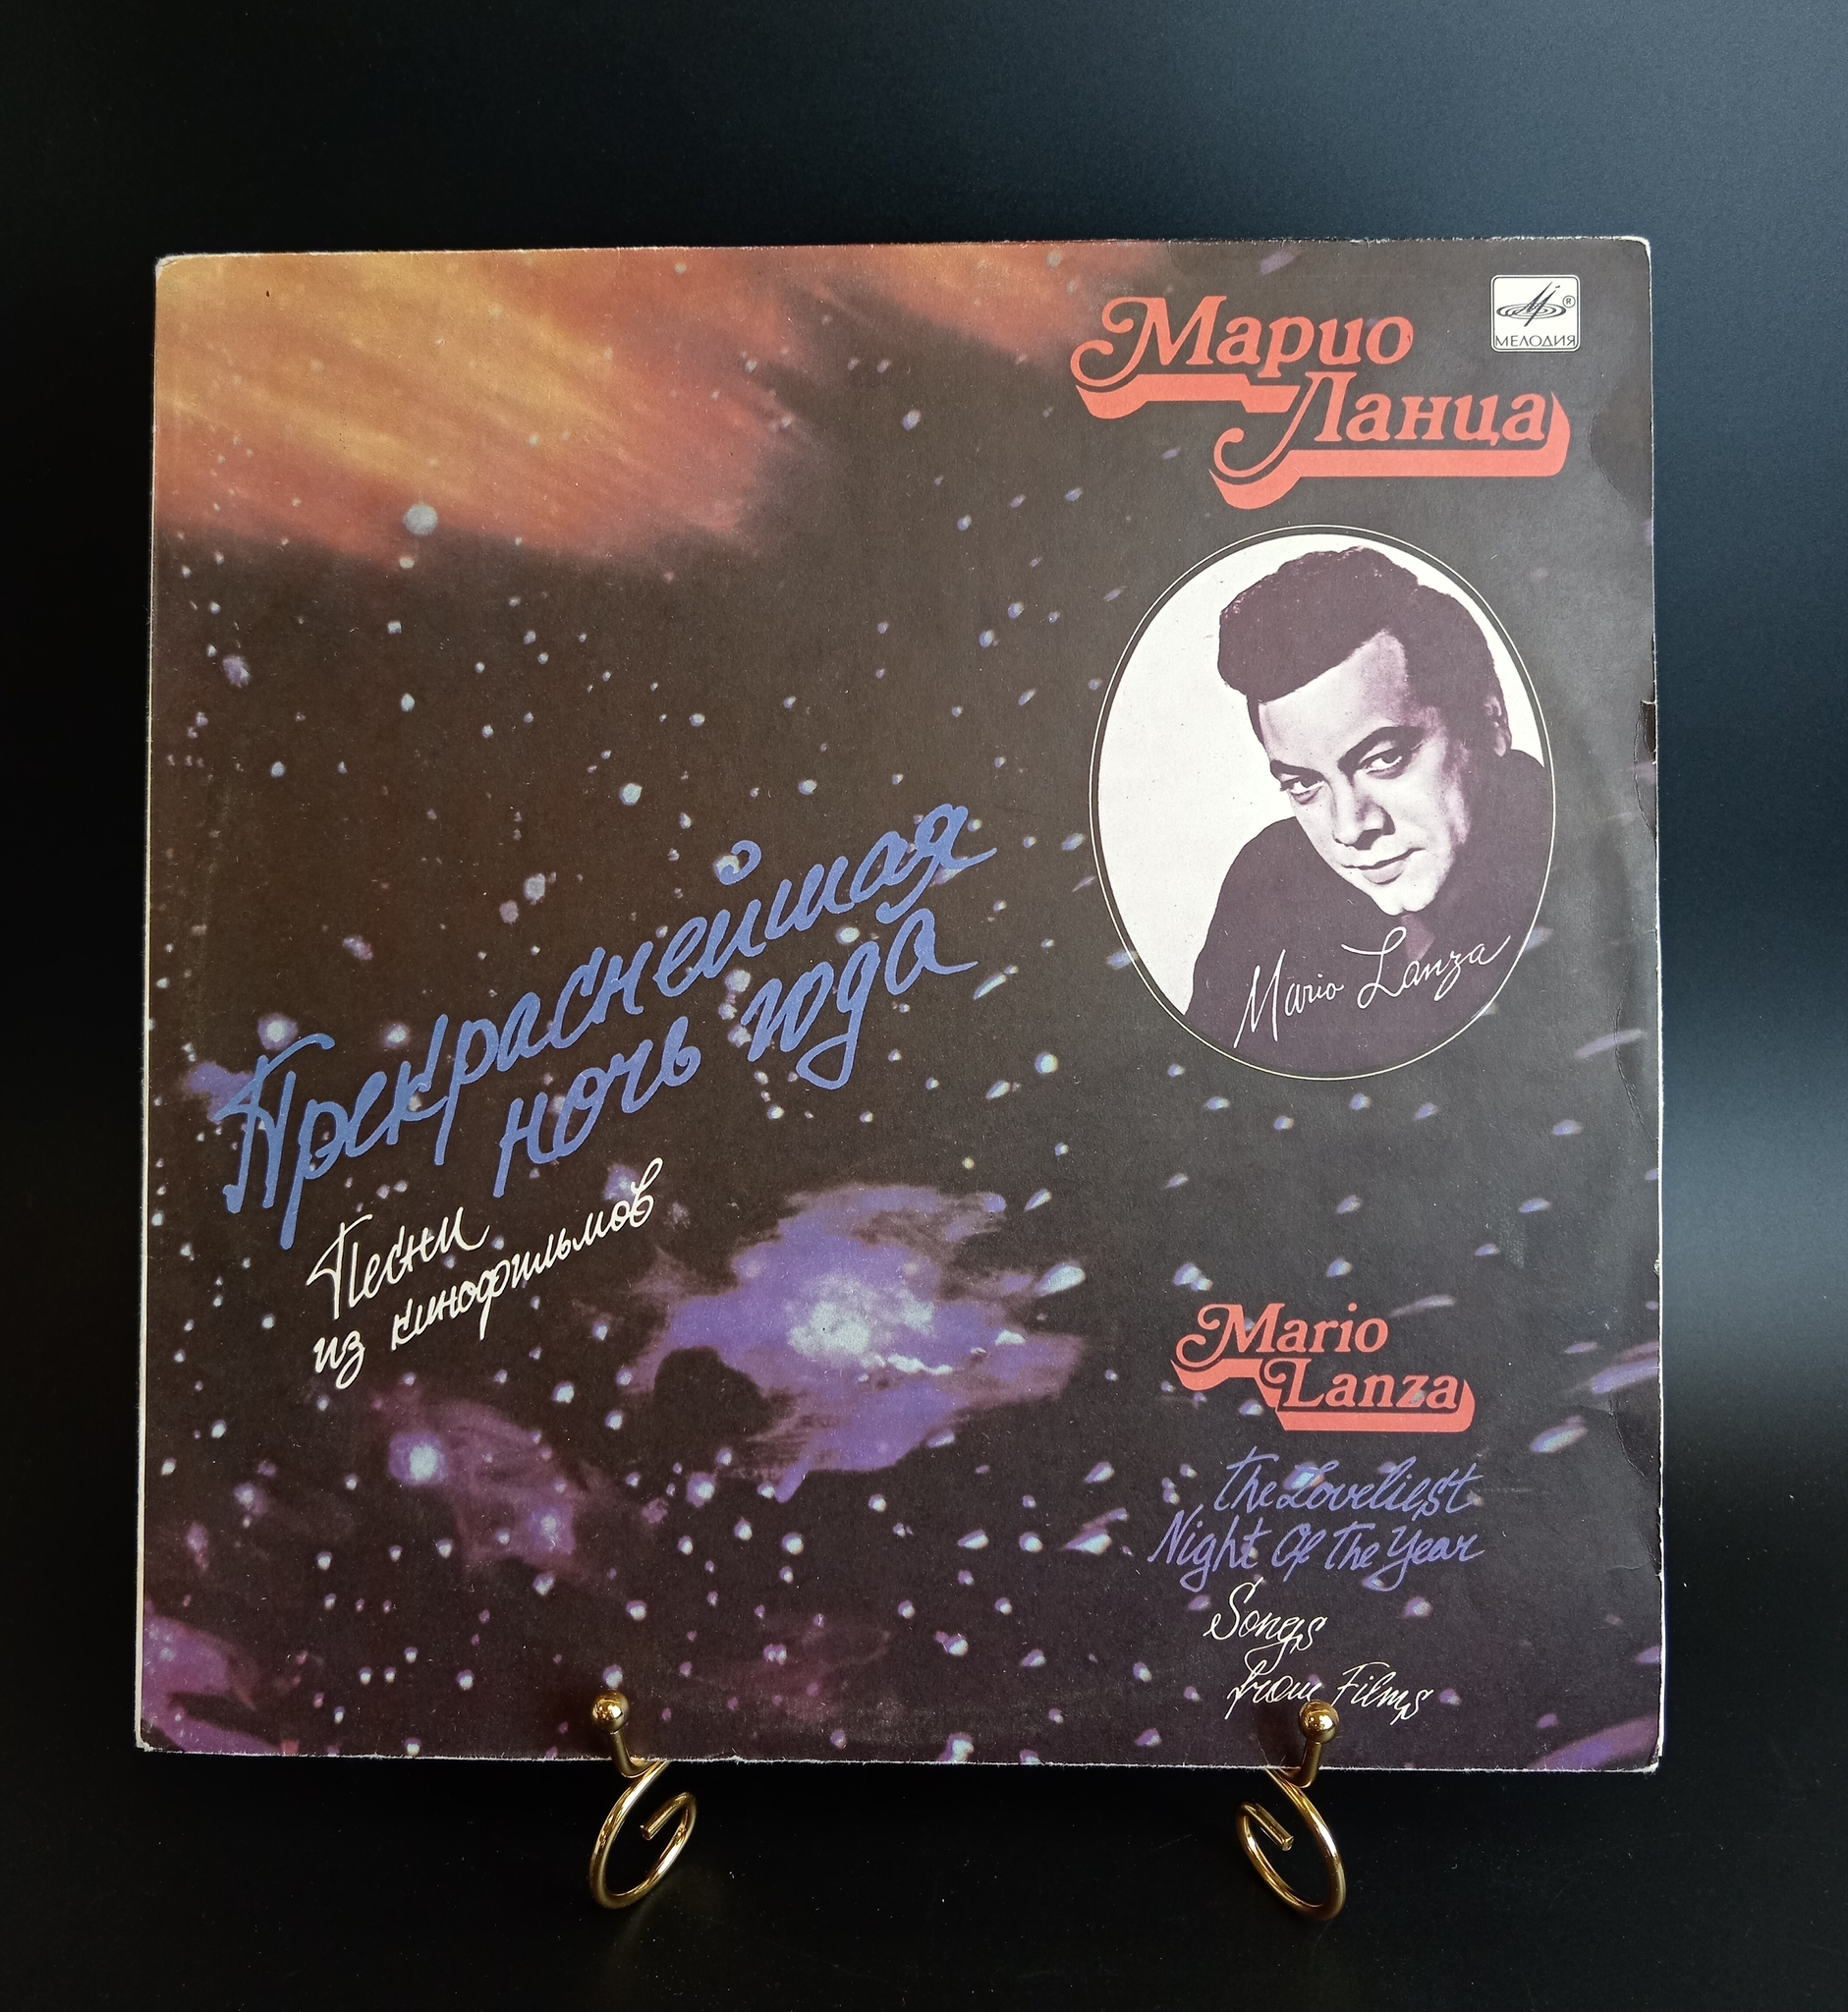 Марио
Ланца
®
МЕЛОДИЯ
Mario Lanza
Прекраснейшая
ночь года
Песни
из кинофильмов
Mario
Lanza
The Loveliest
Night Of The Year
Songs
from Films